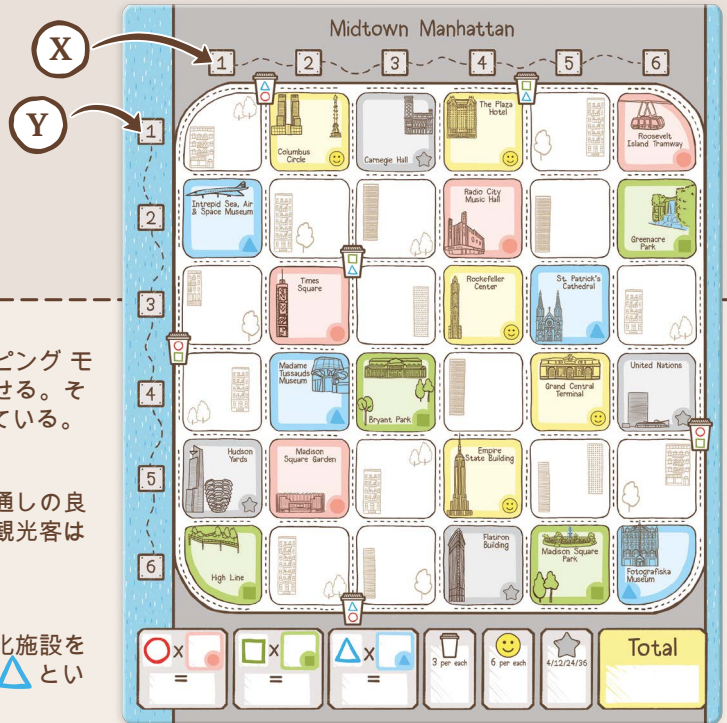 Midtown Manhattan
X
1 2 3 4 5 6
Y
1
Columbus
Circle
Carnegie Hall
The Plaza
Hotel
Roosevelt
Island Tramway
2
Intrepid Sea, Air
& Space Museum
Radio City
Music Hall
Greenacre
Park
3
Times
Square
Rockefeller
Center
St. Patrick's
Cathedral
4
Madame
Tussauds
Museum
Bryant Park
Grand Central
Terminal
United Nations
5
Hudson
Yards
Madison
Square Garden
Empire
State Building
6
High Line
Flatiron
Building
Madison Square
Park
Fotografiska
Museum
ピング モ
せる。そ
ている。
通しの良
観光客は
化施設を
△ とい
○ x
=
□ x
=
△ x
=
3 per each
6 per each
4/12/24/36
Total